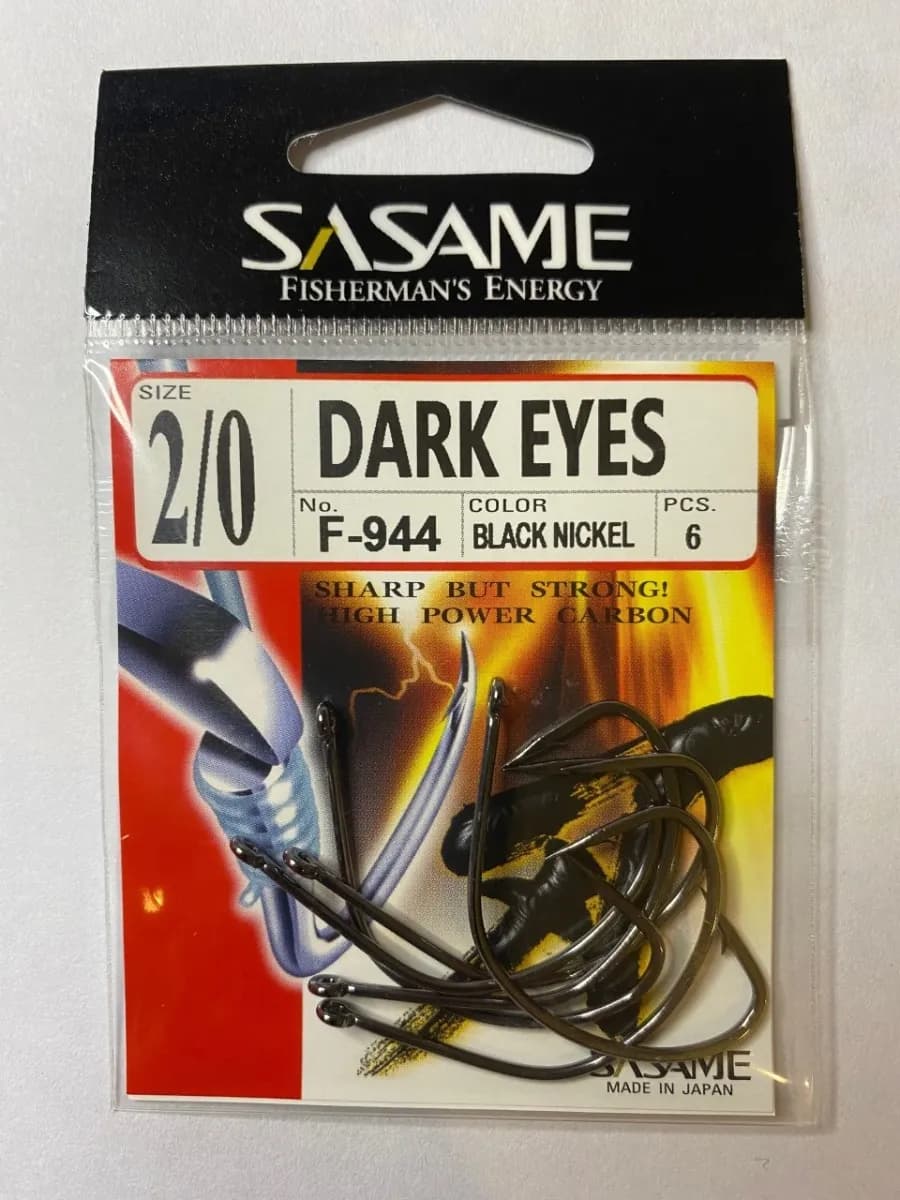 SASAME
FISHERMAN'S ENERGY
SIZE
2/0
DARK EYES
No.
F-944
COLOR
BLACK NICKEL
PCS.
6
SHARP BUT STRONG!
HIGH POWER CARBON
SASAME
MADE IN JAPAN